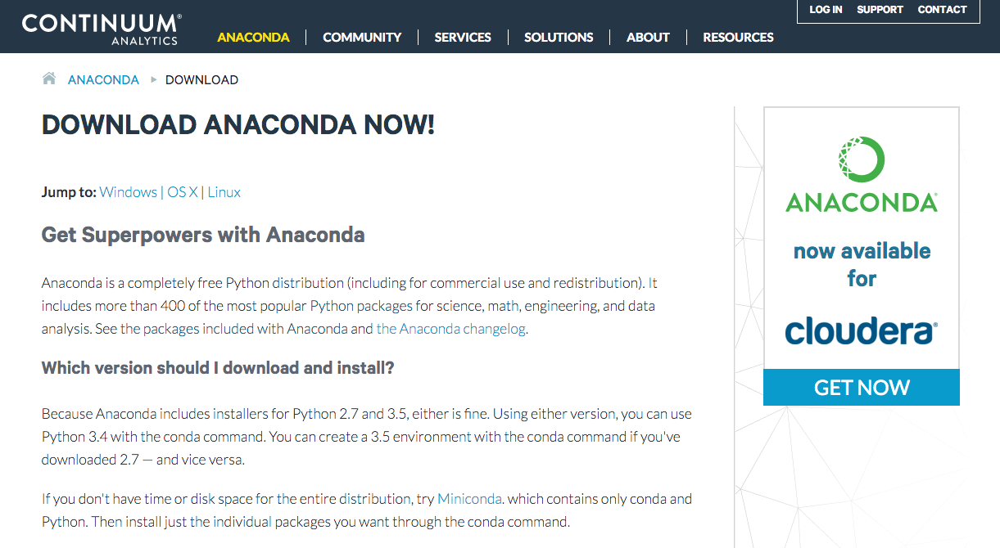 CONTINUUM®
ANALYTICS
LOG IN SUPPORT CONTACT
ANACONDA COMMUNITY SERVICES SOLUTIONS ABOUT RESOURCES
ANACONDA ▸ DOWNLOAD
DOWNLOAD ANACONDA NOW!
Jump to: Windows | OS X | Linux
Get Superpowers with Anaconda
Anaconda is a completely free Python distribution (including for commercial use and redistribution). It
includes more than 400 of the most popular Python packages for science, math, engineering, and data
analysis. See the packages included with Anaconda and the Anaconda changelog.
Which version should I download and install?
Because Anaconda includes installers for Python 2.7 and 3.5, either is fine. Using either version, you can use
Python 3.4 with the conda command. You can create a 3.5 environment with the conda command if you've
downloaded 2.7 — and vice versa.
If you don't have time or disk space for the entire distribution, try Miniconda. which contains only conda and
Python. Then install just the individual packages you want through the conda command.
ANACONDA®
now available
for
cloudera®
GET NOW